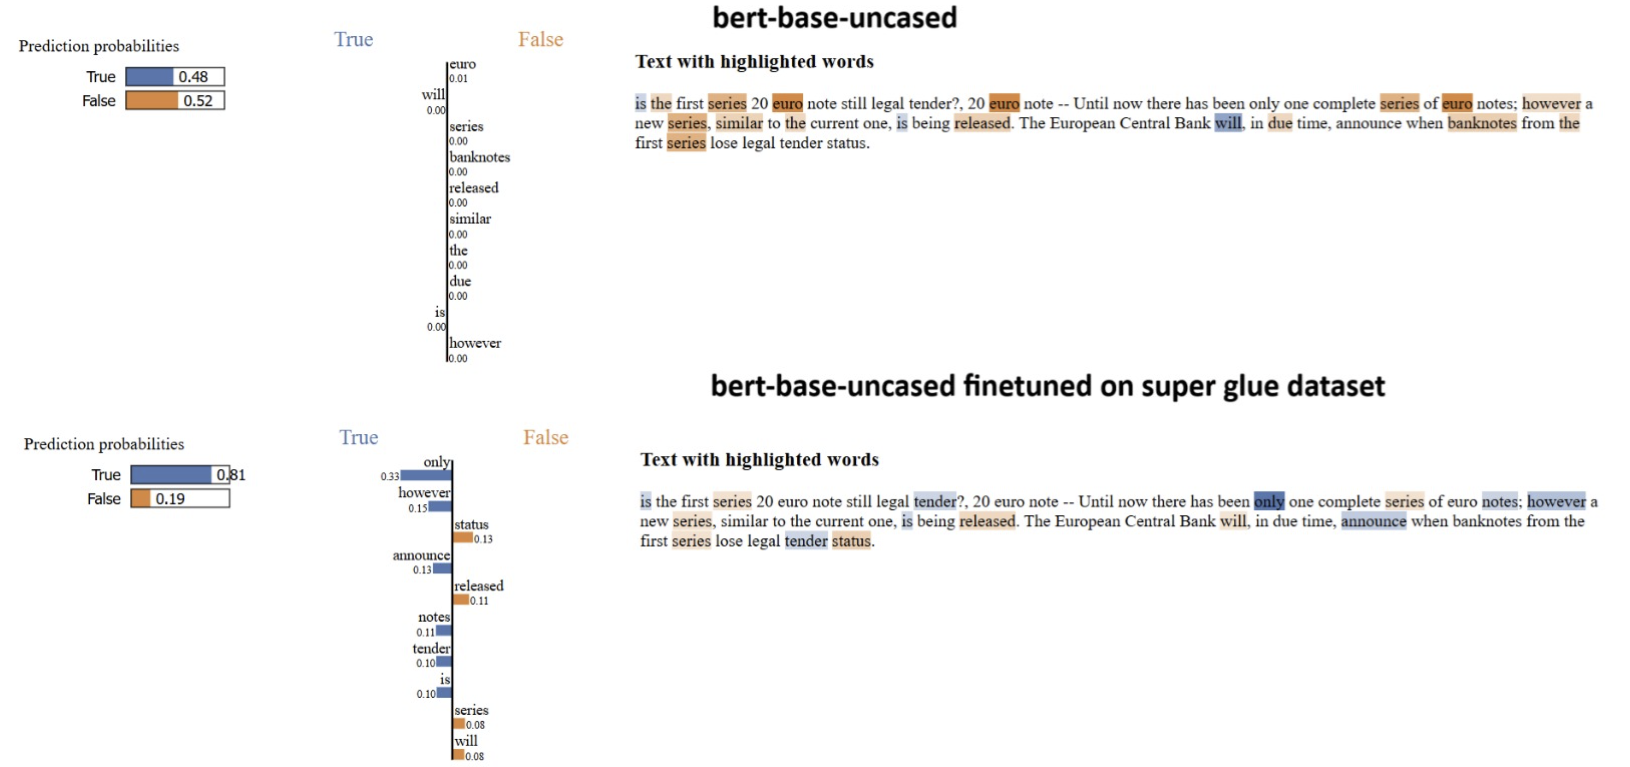 bert-base-uncased
Prediction probabilities
True 0.48
False 0.52
True False
euro
0.01
will
0.00
series
0.00
banknotes
0.00
released
0.00
similar
0.00
the
0.00
due
0.00
is
0.00
however
0.00
Text with highlighted words
is the first series 20 euro note still legal tender?, 20 euro note -- Until now there has been only one complete series of euro notes; however a
new series, similar to the current one, is being released. The European Central Bank will, in due time, announce when banknotes from the
first series lose legal tender status.
bert-base-uncased finetuned on super glue dataset
Prediction probabilities
True 0.81
False 0.19
True False
only
0.33
however
0.15
status
0.13
announce
0.13
released
0.11
notes
0.11
tender
0.10
is
0.10
series
0.08
will
0.08
Text with highlighted words
is the first series 20 euro note still legal tender?, 20 euro note -- Until now there has been only one complete series of euro notes; however a
new series, similar to the current one, is being released. The European Central Bank will, in due time, announce when banknotes from the
first series lose legal tender status.